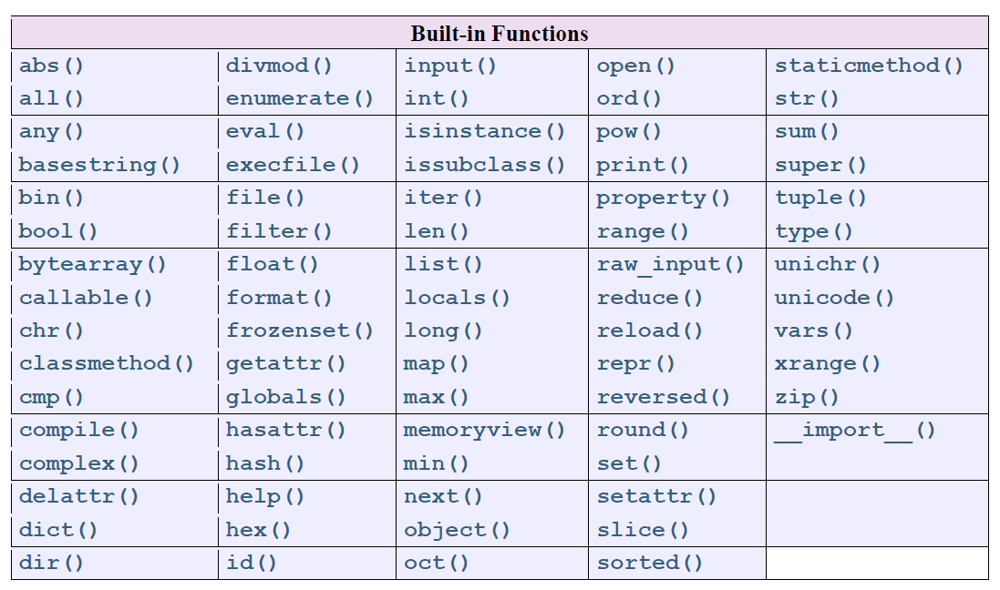 Built-in Functions
abs() divmod() input() open() staticmethod()
all() enumerate() int() ord() str()
any() eval() isinstance() pow() sum()
basestring() execfile() issubclass() print() super()
bin() file() iter() property() tuple()
bool() filter() len() range() type()
bytearray() float() list() raw_input() unichr()
callable() format() locals() reduce() unicode()
chr() frozenset() long() reload() vars()
classmethod() getattr() map() repr() xrange()
cmp() globals() max() reversed() zip()
compile() hasattr() memoryview() round() __import__()
complex() hash() min() set()
delattr() help() next() setattr()
dict() hex() object() slice()
dir() id() oct() sorted()